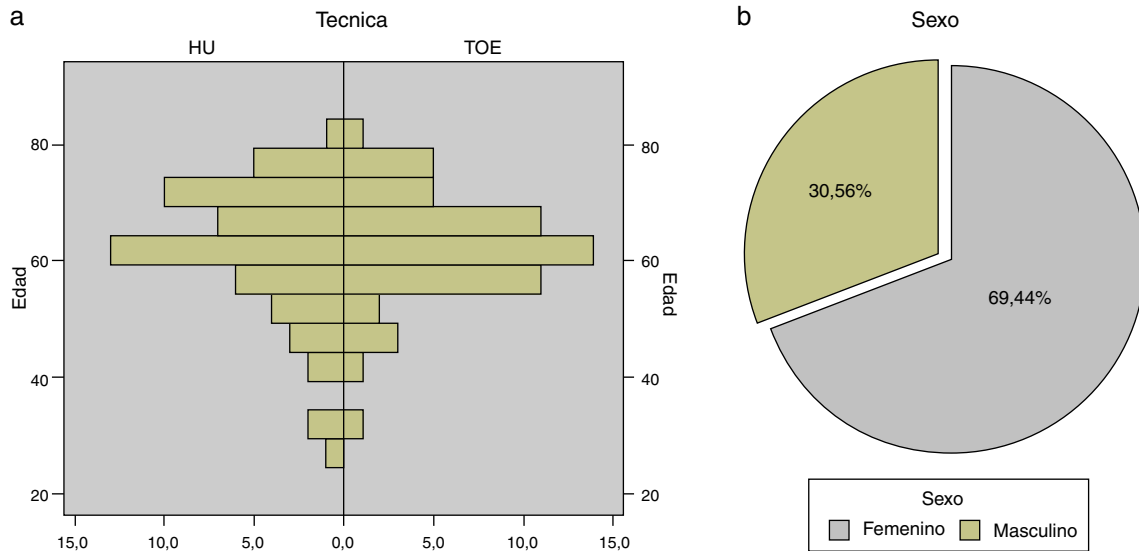 a
Tecnica
HU TOE
80 80
60 60
40 40
20 20
Edad
Edad
15,0 10,0 5,0 0,0 5,0 10,0 15,0
b
Sexo
30,56%
69,44%
Sexo
Femenino Masculino